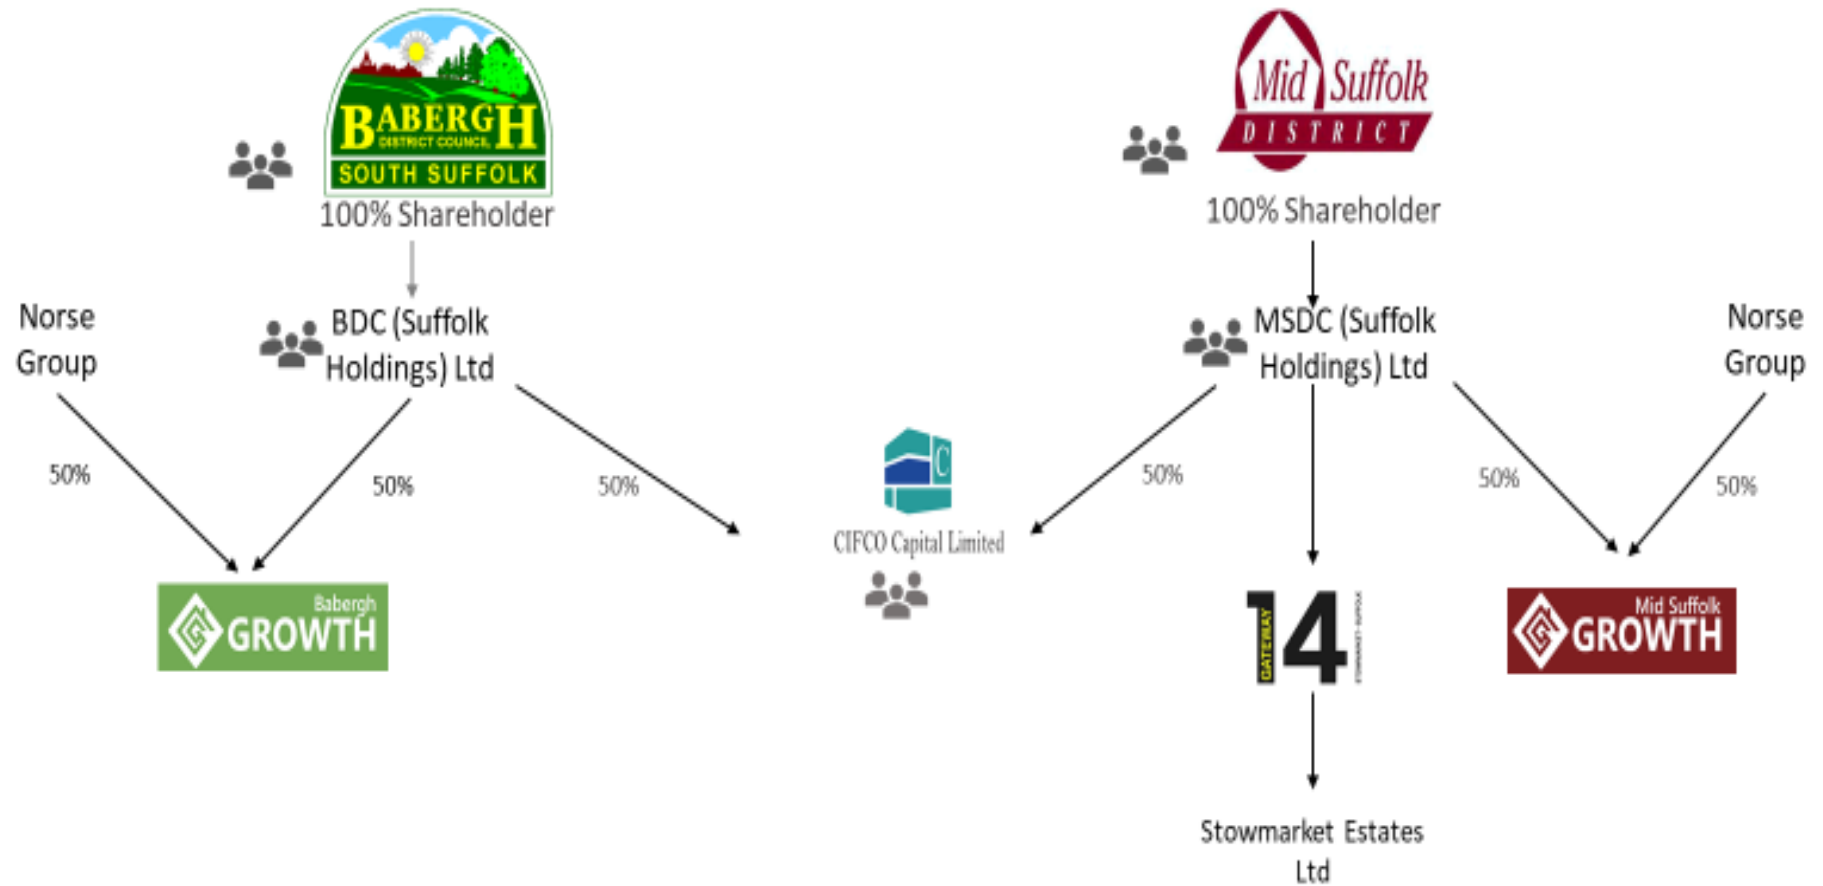 BABERGH
DISTRICT COUNCIL
SOUTH SUFFOLK
100% Shareholder
Mid Suffolk
DISTRICT
100% Shareholder
Norse
Group
BDC (Suffolk
Holdings) Ltd
MSDC (Suffolk
Holdings) Ltd
Norse
Group
50%
50%
50%
50%
50%
50%
C
CIFCO Capital Limited
Babergh
GROWTH
GATEWAY
14
STOWMARKET-SUFFOLK
Mid Suffolk
GROWTH
Stowmarket Estates
Ltd